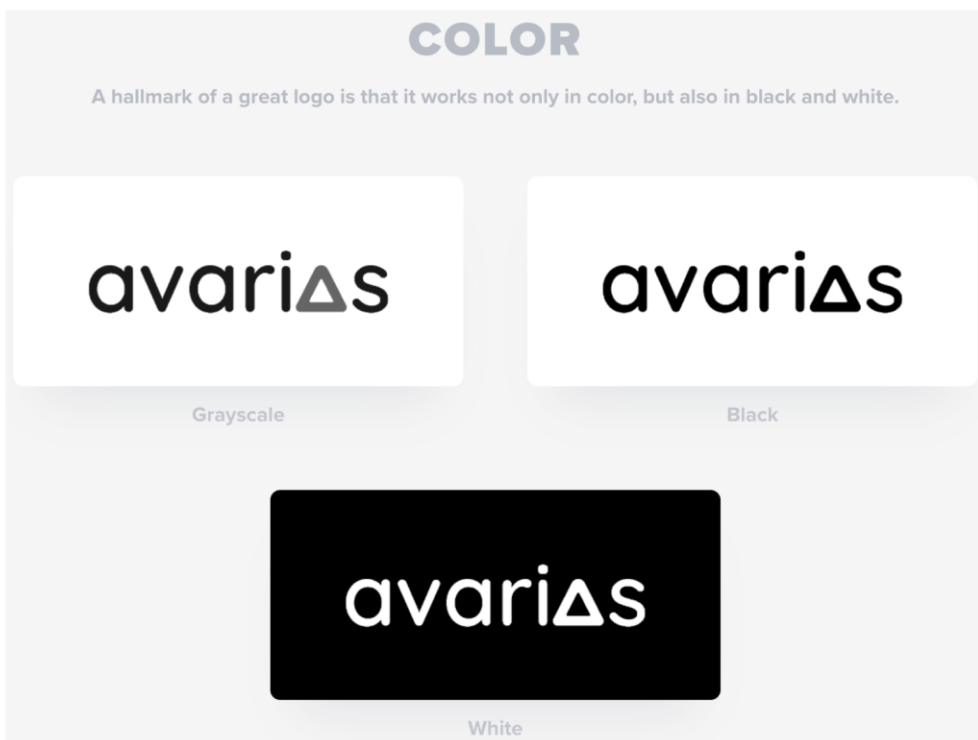 COLOR
A hallmark of a great logo is that it works not only in color, but also in black and white.
avarias
avarias
Grayscale
Black
avarias
White